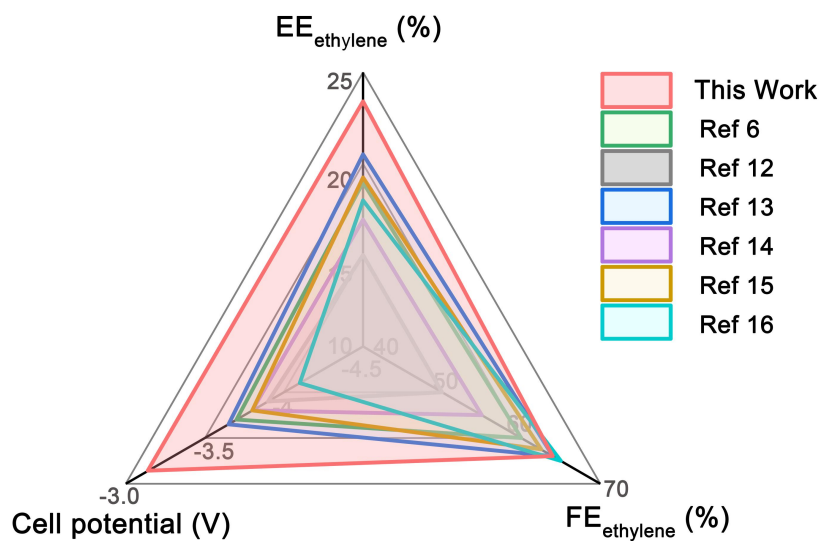 EEethylene (%)
25
20
15
10
40
-4.5
50
-4
60
-3.5
-3.0
70
Cell potential (V)
FEethylene (%)
This Work
Ref 6
Ref 12
Ref 13
Ref 14
Ref 15
Ref 16